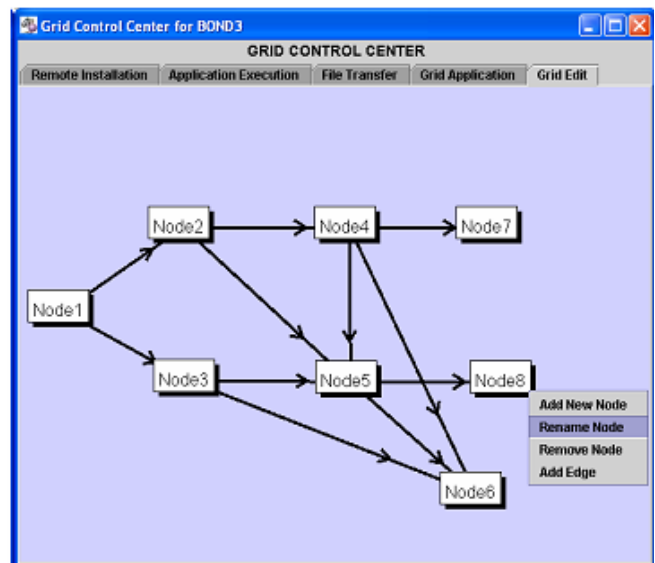 Grid Control Center for BOND3
GRID CONTROL CENTER
Remote Installation Application Execution File Transfer Grid Application Grid Edit
Node2 Node4 Node7
Node1
Node3 Node5 Node8
Add New Node
Rename Node
Remove Node
Add Edge
Node6